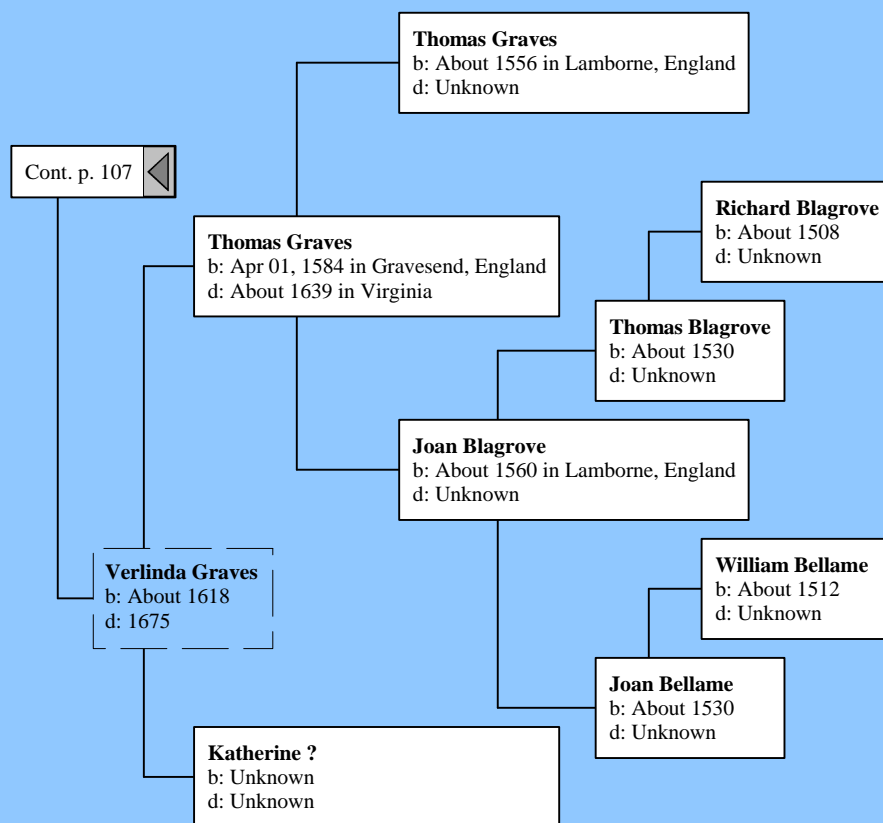 Thomas Graves
b: About 1556 in Lamborne, England
d: Unknown
Cont. p. 107
Richard Blagrove
b: About 1508
d: Unknown
Thomas Graves
b: Apr 01, 1584 in Gravesend, England
d: About 1639 in Virginia
Thomas Blagrove
b: About 1530
d: Unknown
Joan Blagrove
b: About 1560 in Lamborne, England
d: Unknown
Verlinda Graves
b: About 1618
d: 1675
William Bellame
b: About 1512
d: Unknown
Joan Bellame
b: About 1530
d: Unknown
Katherine ?
b: Unknown
d: Unknown